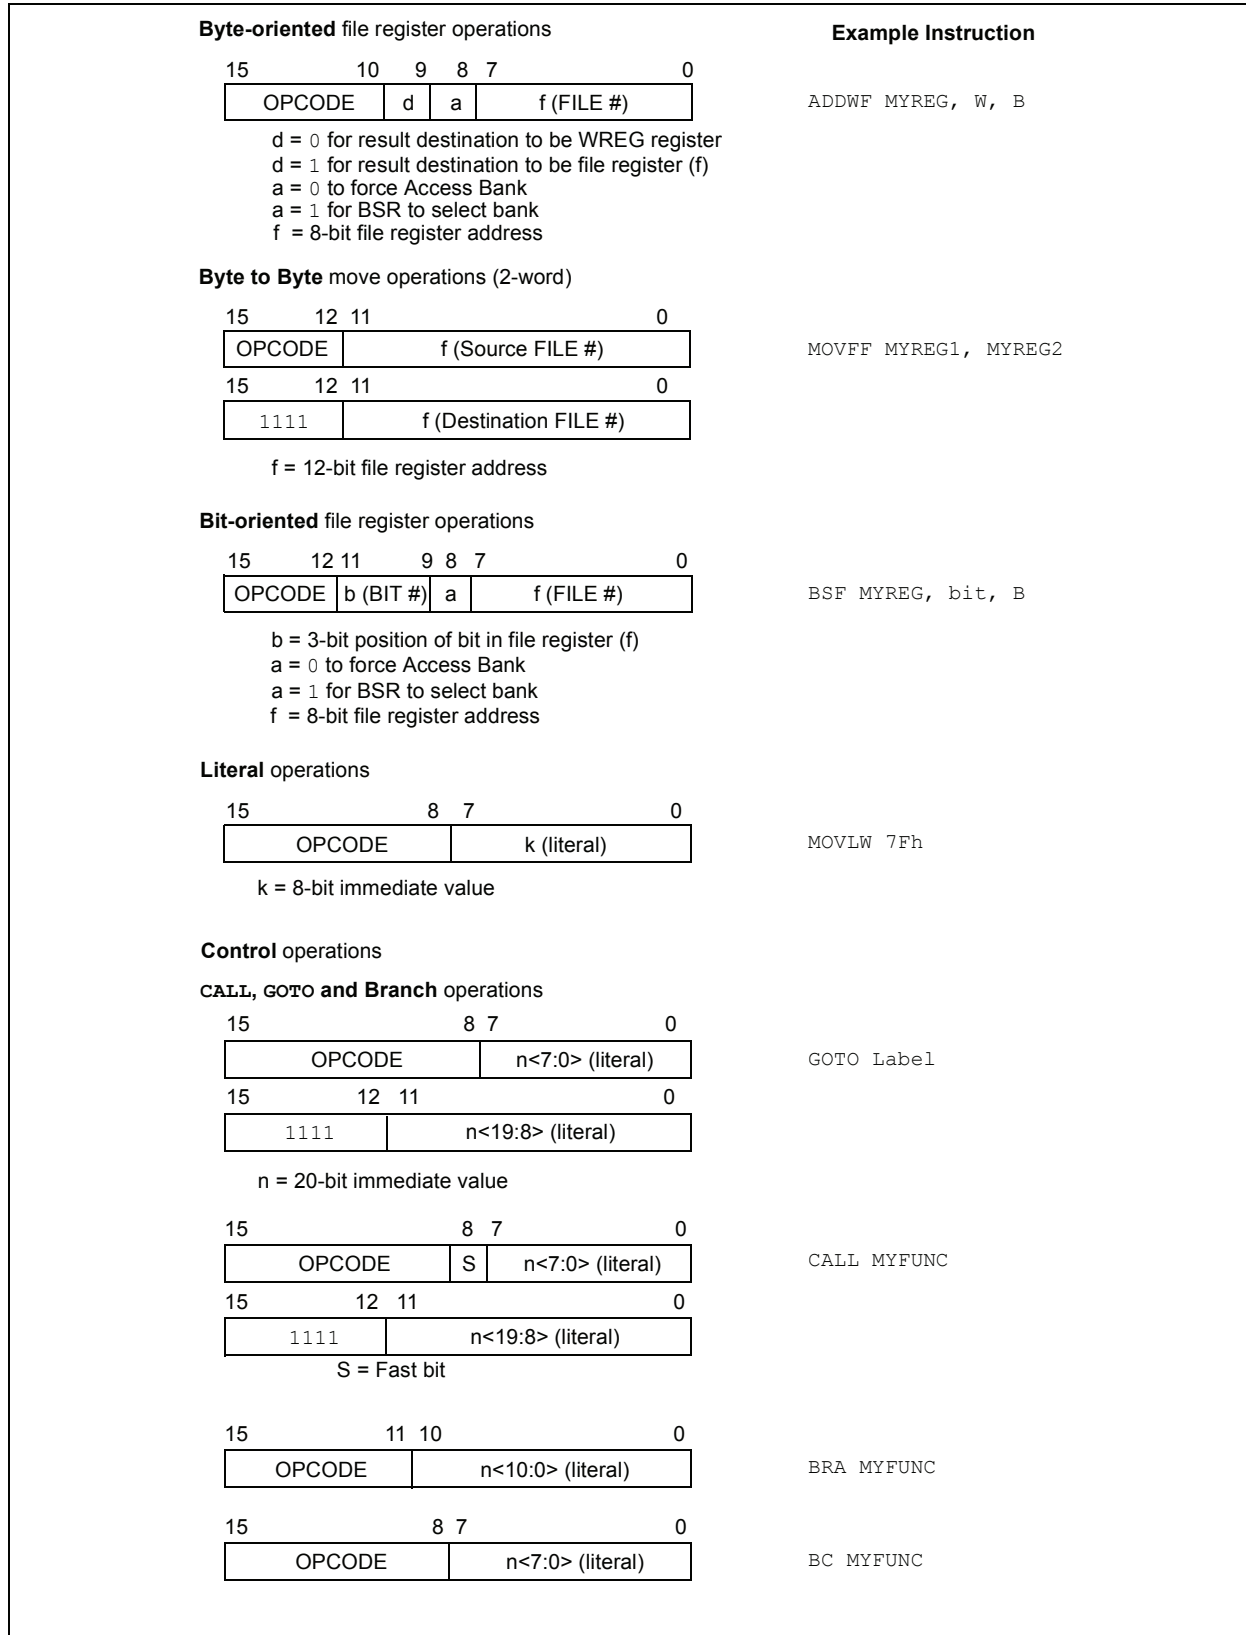 Byte-oriented file register operations
Example Instruction
15 10 9 8 7 0
OPCODE d a f (FILE #)
ADDWF MYREG, W, B
d = 0 for result destination to be WREG register
d = 1 for result destination to be file register (f)
a = 0 to force Access Bank
a = 1 for BSR to select bank
f = 8-bit file register address
Byte to Byte move operations (2-word)
15 12 11 0
OPCODE f (Source FILE #)
MOVFF MYREG1, MYREG2
15 12 11 0
1111 f (Destination FILE #)
f = 12-bit file register address
Bit-oriented file register operations
15 12 11 9 8 7 0
OPCODE b (BIT #) a f (FILE #)
BSF MYREG, bit, B
b = 3-bit position of bit in file register (f)
a = 0 to force Access Bank
a = 1 for BSR to select bank
f = 8-bit file register address
Literal operations
15 8 7 0
OPCODE k (literal)
MOVLW 7Fh
k = 8-bit immediate value
Control operations
CALL, GOTO and Branch operations
15 8 7 0
OPCODE n<7:0> (literal)
GOTO Label
15 12 11 0
1111 n<19:8> (literal)
n = 20-bit immediate value
15 8 7 0
OPCODE S n<7:0> (literal)
CALL MYFUNC
15 12 11 0
1111 n<19:8> (literal)
S = Fast bit
15 11 10 0
OPCODE n<10:0> (literal)
BRA MYFUNC
15 8 7 0
OPCODE n<7:0> (literal)
BC MYFUNC